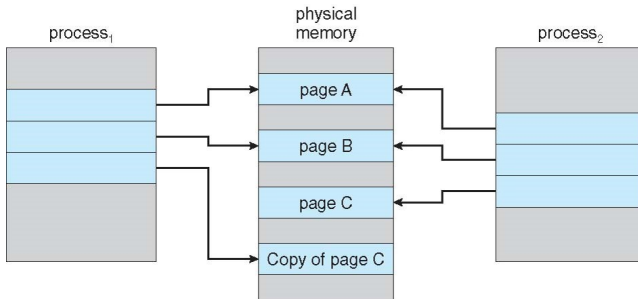 process₁
physical
memory
process₂
page A
page B
page C
Copy of page C